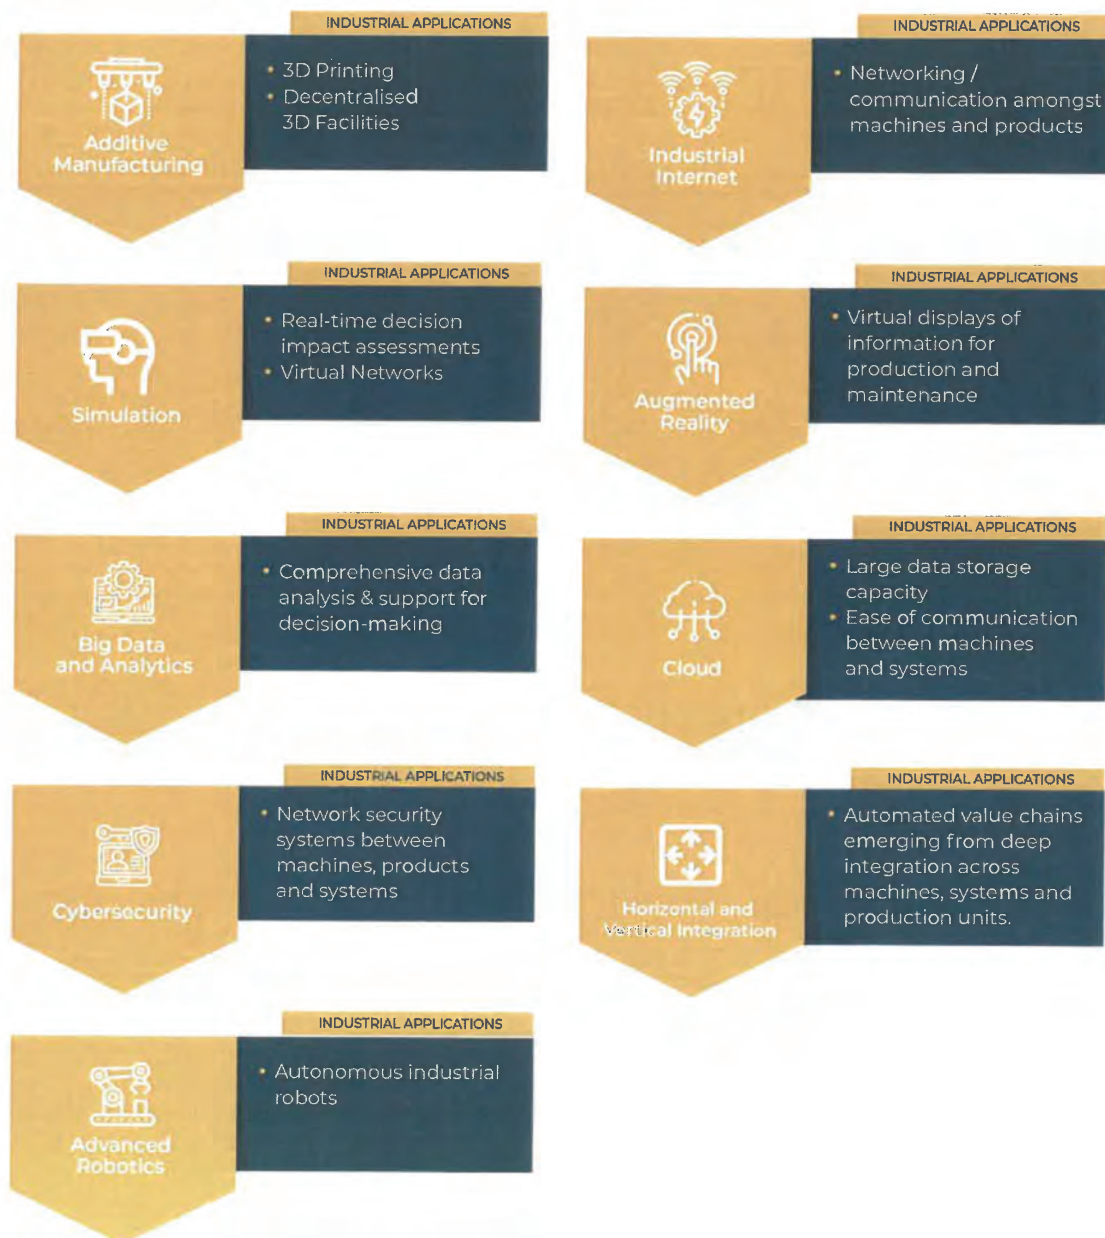 INDUSTRIAL APPLICATIONS
Additive
Manufacturing
• 3D Printing
• Decentralised
3D Facilities
INDUSTRIAL APPLICATIONS
Industrial
Internet
• Networking /
communication amongst
machines and products
INDUSTRIAL APPLICATIONS
Simulation
• Real-time decision
impact assessments
• Virtual Networks
INDUSTRIAL APPLICATIONS
Augmented
Reality
• Virtual displays of
information for
production and
maintenance
INDUSTRIAL APPLICATIONS
Big Data
and Analytics
• Comprehensive data
analysis & support for
decision-making
INDUSTRIAL APPLICATIONS
Cloud
• Large data storage
capacity
• Ease of communication
between machines
and systems
INDUSTRIAL APPLICATIONS
Cybersecurity
• Network security
systems between
machines, products
and systems
INDUSTRIAL APPLICATIONS
Horizontal and
Vertical Integration
• Automated value chains
emerging from deep
integration across
machines, systems and
production units.
INDUSTRIAL APPLICATIONS
Advanced
Robotics
• Autonomous industrial
robots